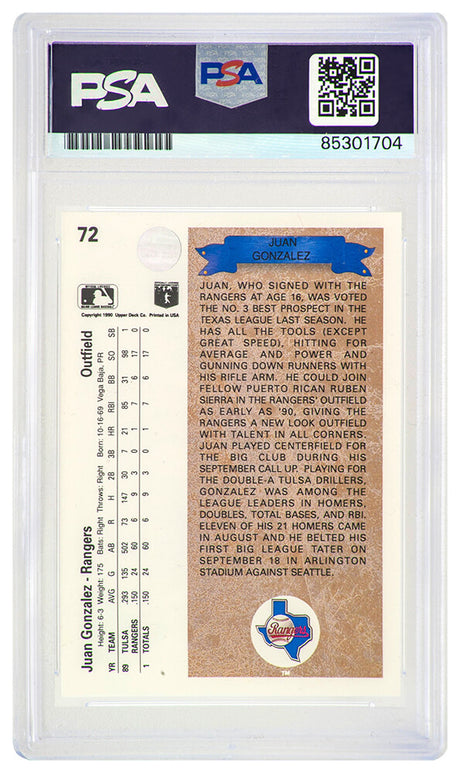 PSA
PSA
85301704
72
Copyright 1990 Upper Deck Co. Printed in USA
Juan Gonzalez - Rangers Outfield
Height: 6-3 Weight: 175 Bats: Right Throws: Right Born: 10-16-69 Vega Baja, PR
YR TEAM AVG G AB R H 2B 3B HR RBI BB SO SB
89 TULSA .293 135 502 73 147 30 7 21 85 31 98 1
RANGERS .150 24 60 6 9 3 0 1 7 6 17 0
1 TOTALS .150 24 60 6 9 3 0 1 7 6 17 0
JUAN
GONZALEZ
JUAN, WHO SIGNED WITH THE
RANGERS AT AGE 16, WAS VOTED
THE NO. 3 BEST PROSPECT IN THE
TEXAS LEAGUE LAST SEASON. HE
HAS ALL THE TOOLS (EXCEPT
GREAT SPEED), HITTING FOR
AVERAGE AND POWER AND
GUNNING DOWN RUNNERS WITH
HIS RIFLE ARM. HE COULD JOIN
FELLOW PUERTO RICAN RUBEN
SIERRA IN THE RANGERS' OUTFIELD
AS EARLY AS '90, GIVING THE
RANGERS A NEW LOOK OUTFIELD
WITH TALENT IN ALL CORNERS.
JUAN PLAYED CENTERFIELD FOR
THE BIG CLUB DURING HIS
SEPTEMBER CALL UP. PLAYING FOR
THE DOUBLE-A TULSA DRILLERS,
GONZALEZ WAS AMONG THE
LEAGUE LEADERS IN HOMERS,
DOUBLES, TOTAL BASES, AND RBI.
ELEVEN OF HIS 21 HOMERS CAME
IN AUGUST AND HE BELTED HIS
FIRST BIG LEAGUE TATER ON
SEPTEMBER 18 IN ARLINGTON
STADIUM AGAINST SEATTLE.
Rangers
TM